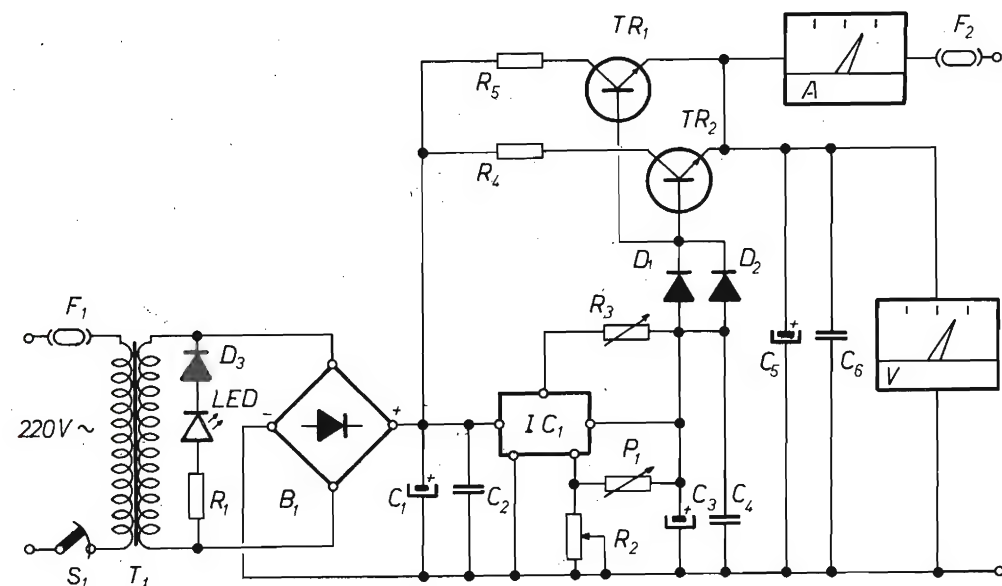 TR₁
F₂
R₅
A
TR₂
R₄
D₁
D₂
F₁
R₃
D₃
C₅
+
C₆
V
LED
220V~
-
+
IC₁
P₁
R₁
B₁
C₁
+
C₂
C₃
+
C₄
R₂
S₁
T₁